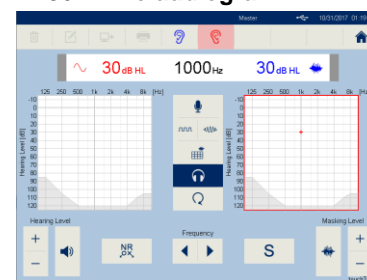 Master 10/31/2017 01:19
30 dB HL 1000 Hz 30 dB HL
125 250 500 1k 2k 4k 8k [Hz]
-10
0
10
20
30
40
50
60
70
80
90
100
110
120
Hearing Level [dB]
125 250 500 1k 2k 4k 8k [Hz]
-10
0
10
20
30
40
50
60
70
80
90
100
110
120
Hearing Level [dB]
Hearing Level
Frequency
Masking Level
+
-
NR
S
+
-